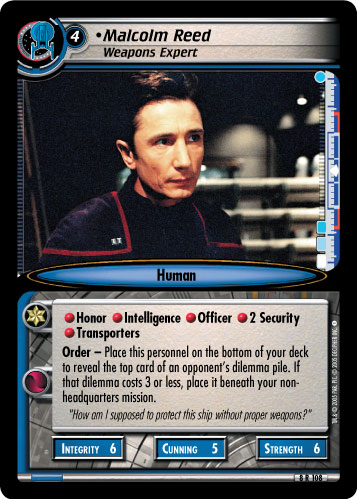 4
•Malcolm Reed
Weapons Expert
Human
Honor Intelligence Officer 2 Security
Transporters
Order – Place this personnel on the bottom of your deck
to reveal the top card of an opponent's dilemma pile. If
that dilemma costs 3 or less, place it beneath your non-
headquarters mission.
"How am I supposed to protect this ship without proper weapons?"
INTEGRITY 6 CUNNING 5 STRENGTH 6
8 R 108